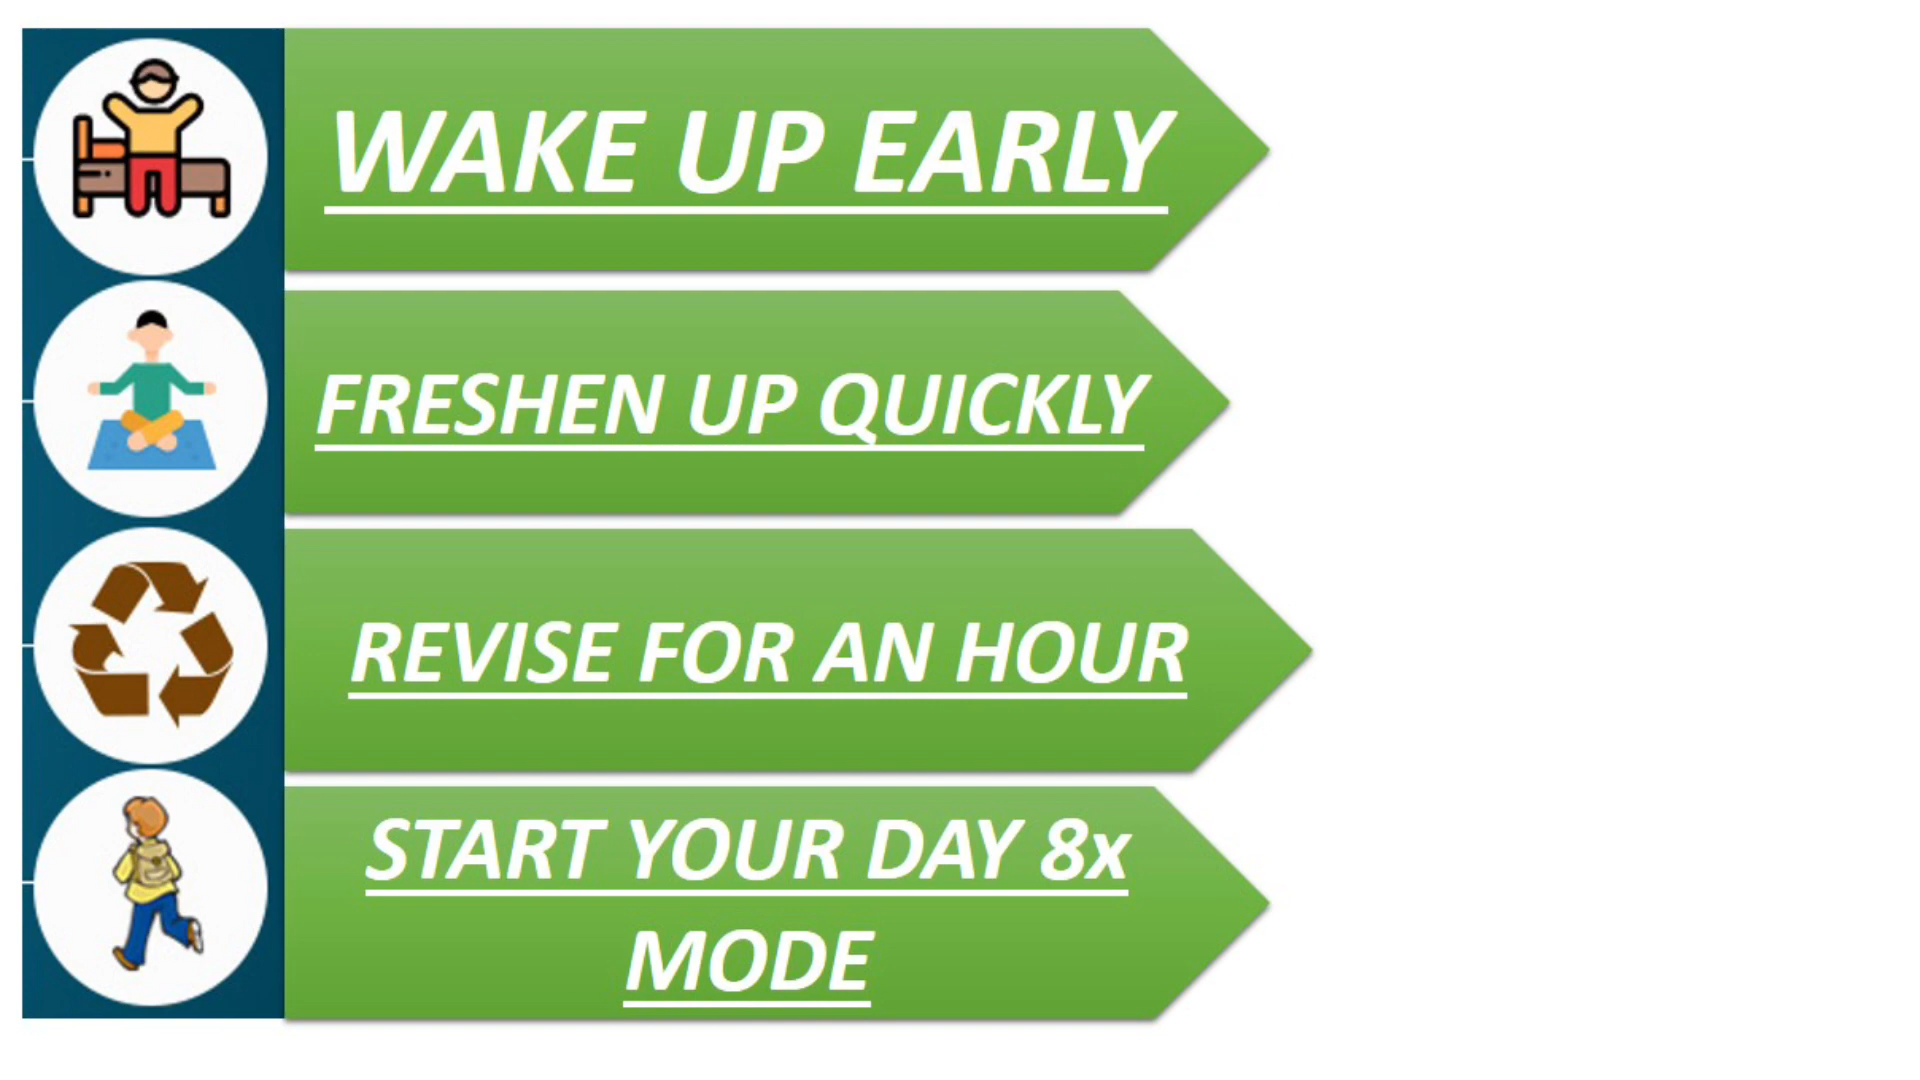 WAKE UP EARLY
FRESHEN UP QUICKLY
REVISE FOR AN HOUR
START YOUR DAY 8x
MODE